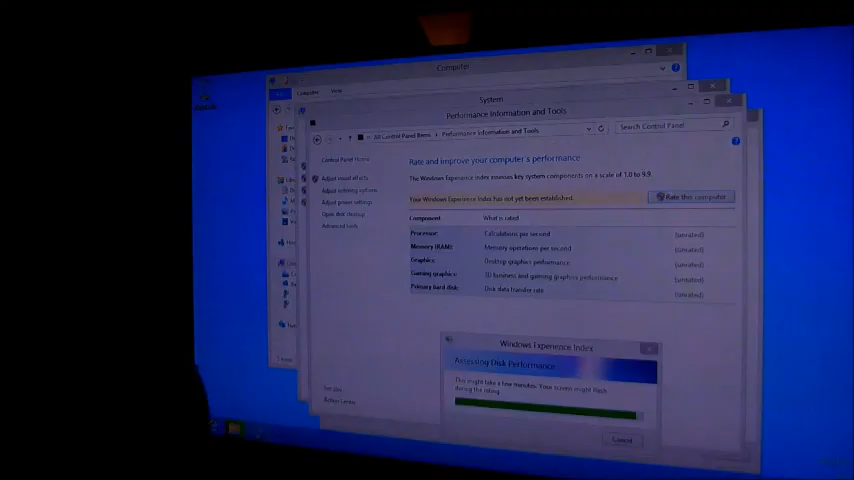 Computer
Computer View
System
Performance Information and Tools
All Control Panel Items Performance Information and Tools
Search Control Panel
Control Panel Home
Adjust visual effects
Adjust indexing options
Adjust power settings
Open disk cleanup
Advanced tools
Rate and improve your computer's performance
The Windows Experience Index assesses key system components on a scale of 1.0 to 9.9.
Your Windows Experience Index has not yet been established.
Rate this computer
Component What is rated
Processor: Calculations per second (unrated)
Memory (RAM): Memory operations per second (unrated)
Graphics: Desktop graphics performance (unrated)
Gaming graphics: 3D business and gaming graphics performance (unrated)
Primary hard disk: Disk data transfer rate (unrated)
See also
Action Center
Windows Experience Index
Assessing Disk Performance
This might take a few minutes. Your screen might flash
during the rating.
Cancel